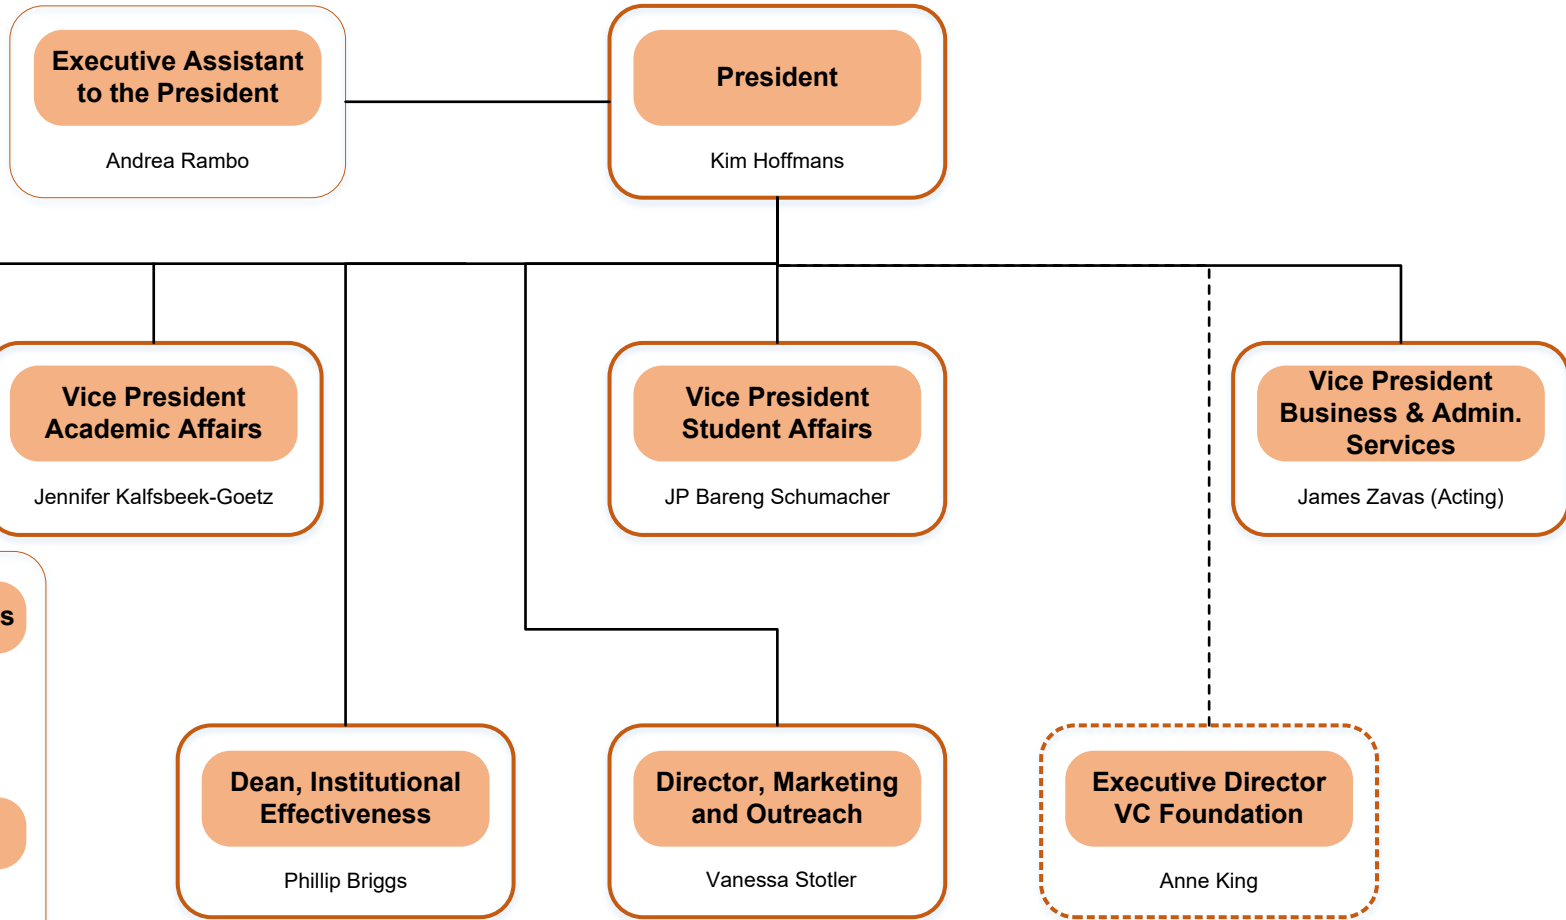 Executive Assistant
to the President
Andrea Rambo
President
Kim Hoffmans
Vice President
Academic Affairs
Jennifer Kalfsbeek-Goetz
Vice President
Student Affairs
JP Bareng Schumacher
Vice President
Business & Admin.
Services
James Zavas (Acting)
s
Dean, Institutional
Effectiveness
Phillip Briggs
Director, Marketing
and Outreach
Vanessa Stotler
Executive Director
VC Foundation
Anne King